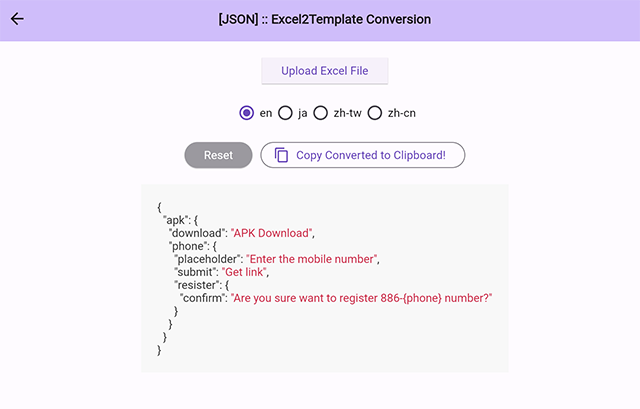 [JSON] :: Excel2Template Conversion
Upload Excel File
en ja zh-tw zh-cn
Reset Copy Converted to Clipboard!
{
"apk": {
"download": "APK Download",
"phone": {
"placeholder": "Enter the mobile number",
"submit": "Get link",
"resister": {
"confirm": "Are you sure want to register 886-{phone} number?"
}
}
}
}